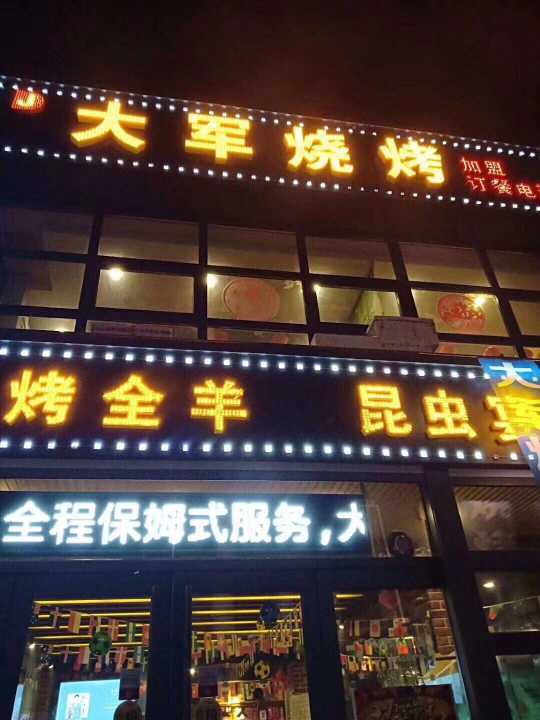 大军烧烤
加盟
订餐电
烤全羊 昆虫宴
全程保姆式服务,大